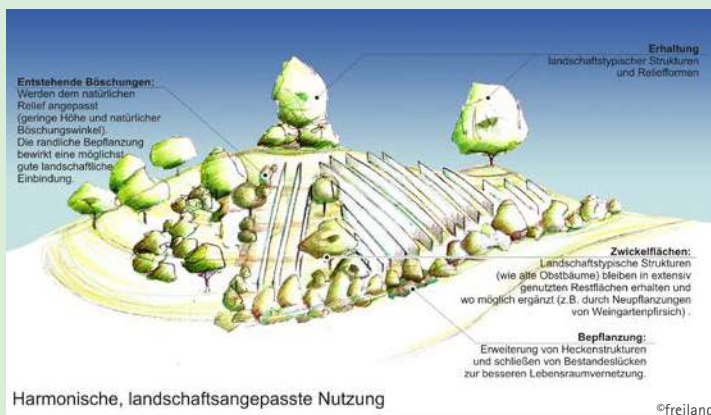 Erhaltung
landschaftstypischer Strukturen
und Reliefformen
Entstehende Böschungen:
Werden dem natürlichen
Relief angepasst
(geringe Höhe und natürlicher
Böschungswinkel).
Die randliche Bepflanzung
bewirkt eine möglichst
gute landschaftliche
Einbindung.
Zwickelflächen:
Landschaftstypische Strukturen
(wie alte Obstbäume) bleiben in extensiv
genutzten Restflächen erhalten und
wo möglich ergänzt (z.B. durch Neupflanzungen
von Weingartenpfirsich) .
Bepflanzung:
Erweiterung von Heckenstrukturen
und schließen von Bestandeslücken
zur besseren Lebensraumvernetzung.
Harmonische, landschaftsangepasste Nutzung
©freiland